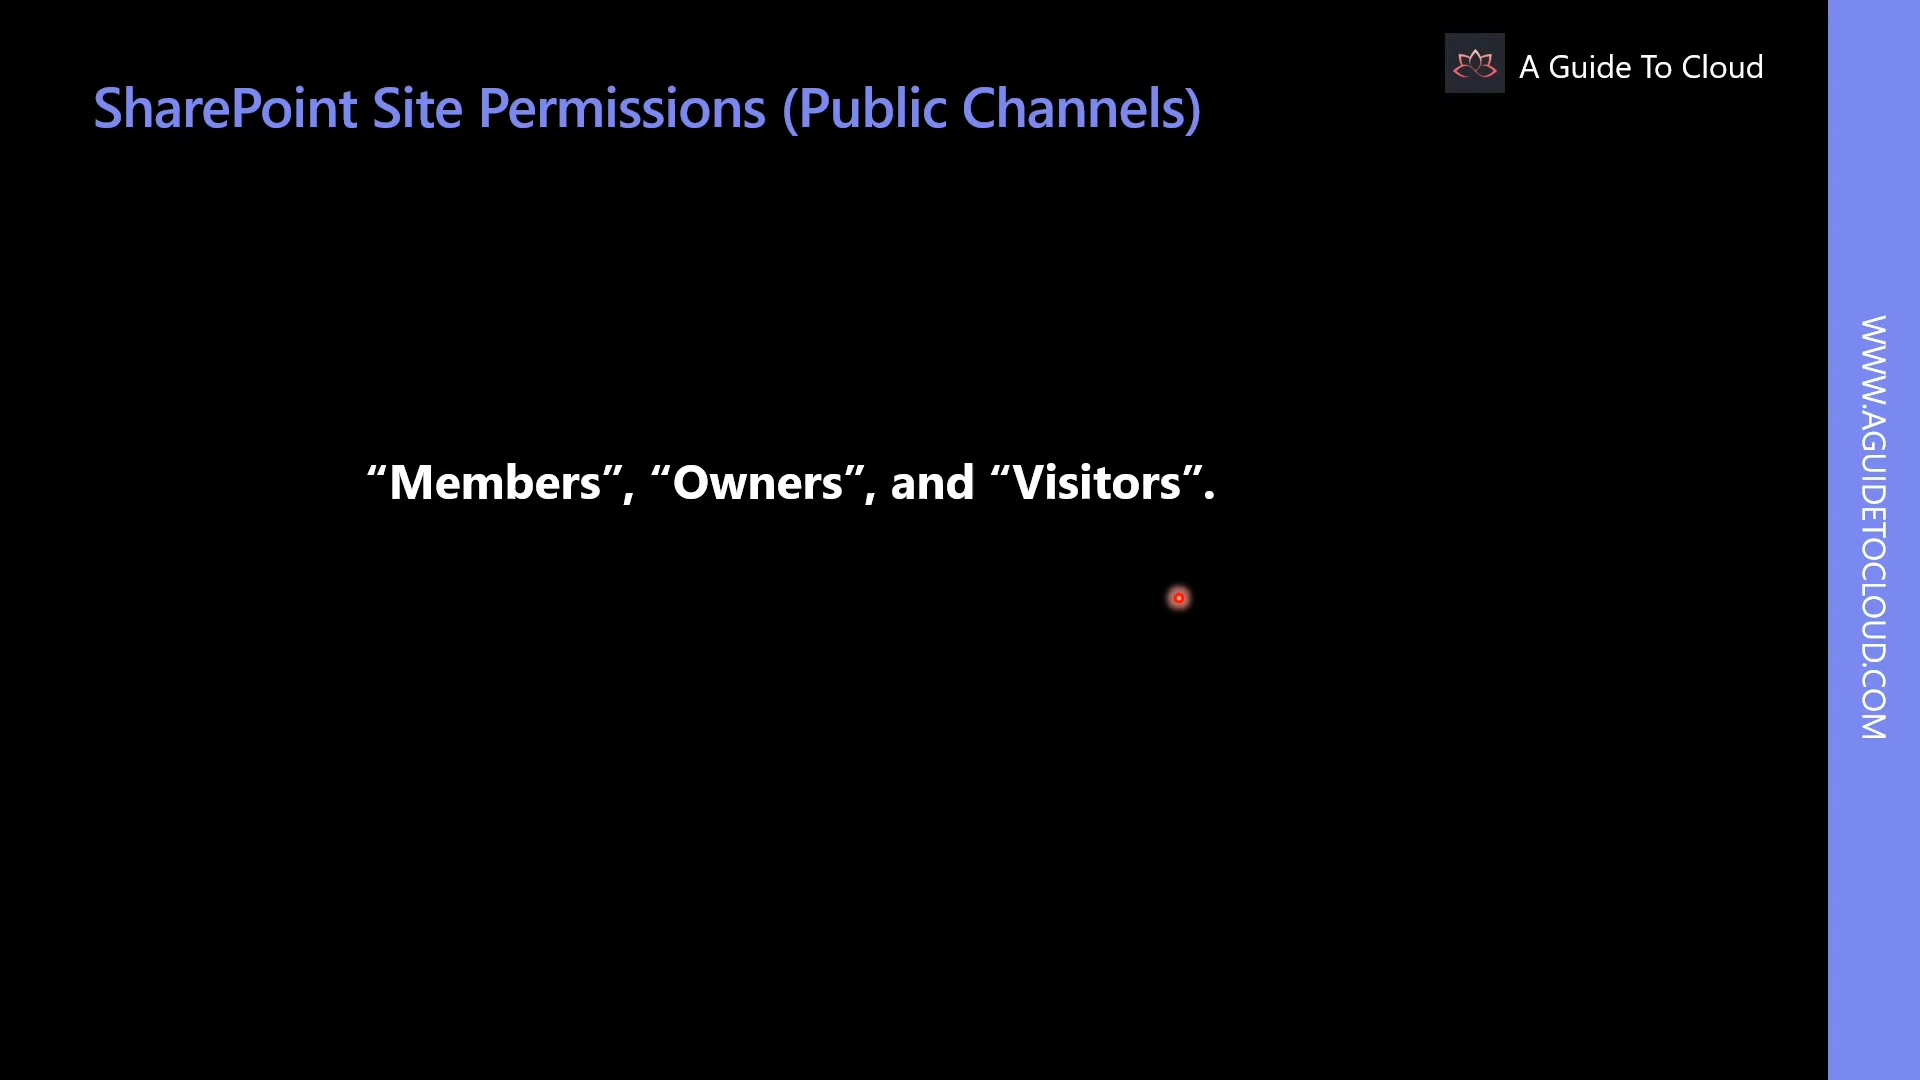 A Guide To Cloud
SharePoint Site Permissions (Public Channels)
“Members”, “Owners”, and “Visitors”.
WWW.AGUIDETOCLOUD.COM